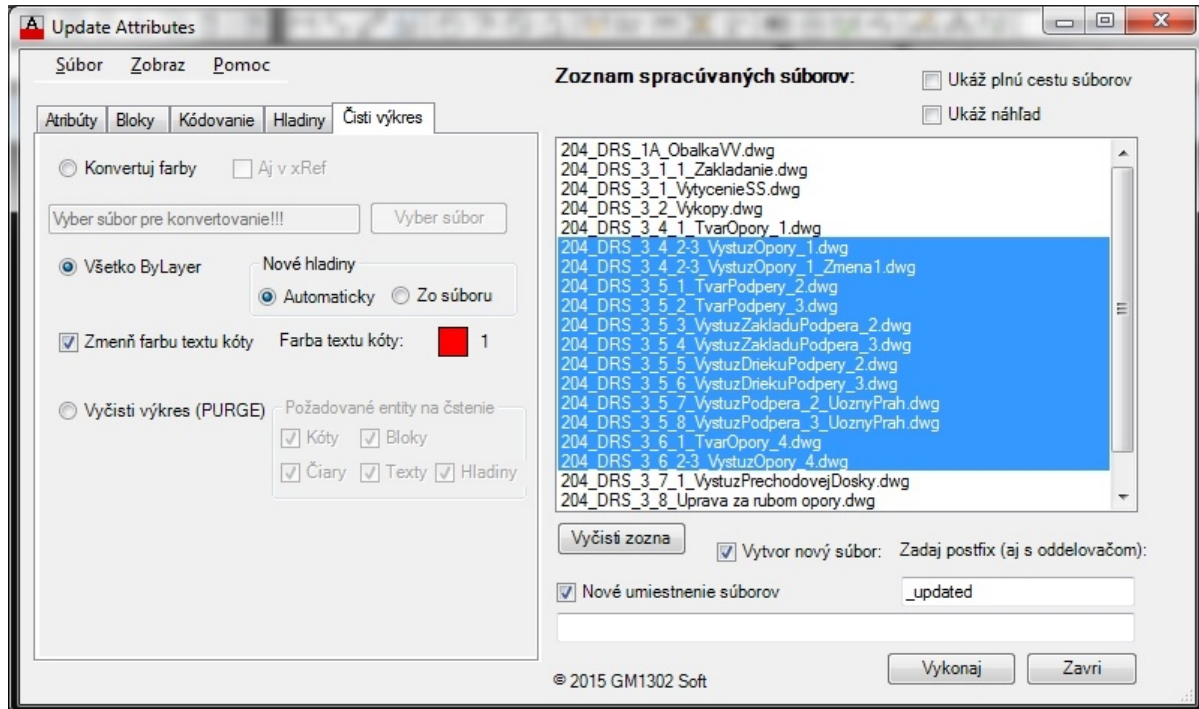 Update Attributes
Súbor Zobraz Pomoc
Atribúty Bloky Kódovanie Hladiny Čisti výkres
Konvertuj farby Aj v xRef
Vyber súbor pre konvertovanie!!! Vyber súbor
Všetko ByLayer Nové hladiny
Automaticky Zo súboru
Zmenň farbu textu kóty Farba textu kóty: 1
Vyčisti výkres (PURGE) Požadované entity na čstenie
Kóty Bloky
Čiary Texty Hladiny
Zoznam spracúvaných súborov: Ukáž plnú cestu súborov
Ukáž náhľad
204_DRS_1A_ObalkaVV.dwg
204_DRS_3_1_1_Zakladanie.dwg
204_DRS_3_1_VytycenieSS.dwg
204_DRS_3_2_Vykopy.dwg
204_DRS_3_4_1_TvarOpory_1.dwg
204_DRS_3_4_2-3_VystuzOpory_1.dwg
204_DRS_3_4_2-3_VystuzOpory_1_Zmena1.dwg
204_DRS_3_5_1_TvarPodpery_2.dwg
204_DRS_3_5_2_TvarPodpery_3.dwg
204_DRS_3_5_3_VystuzZakladuPodpera_2.dwg
204_DRS_3_5_4_VystuzZakladuPodpera_3.dwg
204_DRS_3_5_5_VystuzDriekuPodpery_2.dwg
204_DRS_3_5_6_VystuzDriekuPodpery_3.dwg
204_DRS_3_5_7_VystuzPodpera_2_UoznyPrah.dwg
204_DRS_3_5_8_VystuzPodpera_3_UoznyPrah.dwg
204_DRS_3_6_1_TvarOpory_4.dwg
204_DRS_3_6_2-3_VystuzOpory_4.dwg
204_DRS_3_7_1_VystuzPrechodovejDosky.dwg
204_DRS_3_8_Uprava za rubom opory.dwg
Vyčisti zozna Vytvor nový súbor: Zadaj postfix (aj s oddelovačom):
Nové umiestnenie súborov _updated
© 2015 GM1302 Soft Vykonaj Zavri